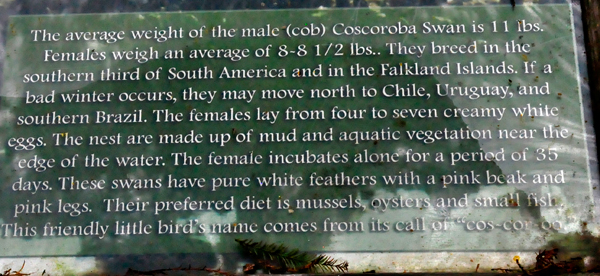 The average weight of the male (cob) Coscoroba Swan is 11 lbs.
Females weigh an average of 8-8 1/2 lbs.. They breed in the
southern third of South America and in the Falkland Islands. If a
bad winter occurs, they may move north to Chile, Uruguay, and
southern Brazil. The females lay from four to seven creamy white
eggs. The nest are made up of mud and aquatic vegetation near the
edge of the water. The female incubates alone for a period of 35
days. These swans have pure white feathers with a pink beak and
pink legs. Their preferred diet is mussels, oysters and small fish.
This friendly little bird's name comes from its call of "cos-cor-oo"